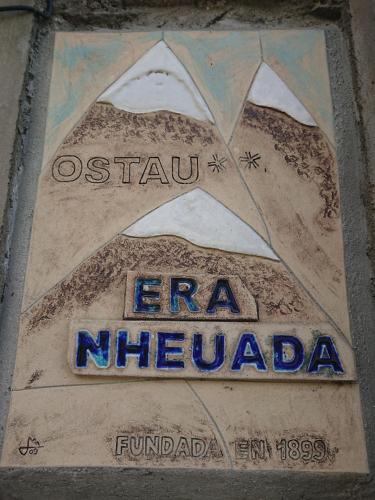 OSTAU**
ERA
NHEUADA
FUNDADA EN 1899